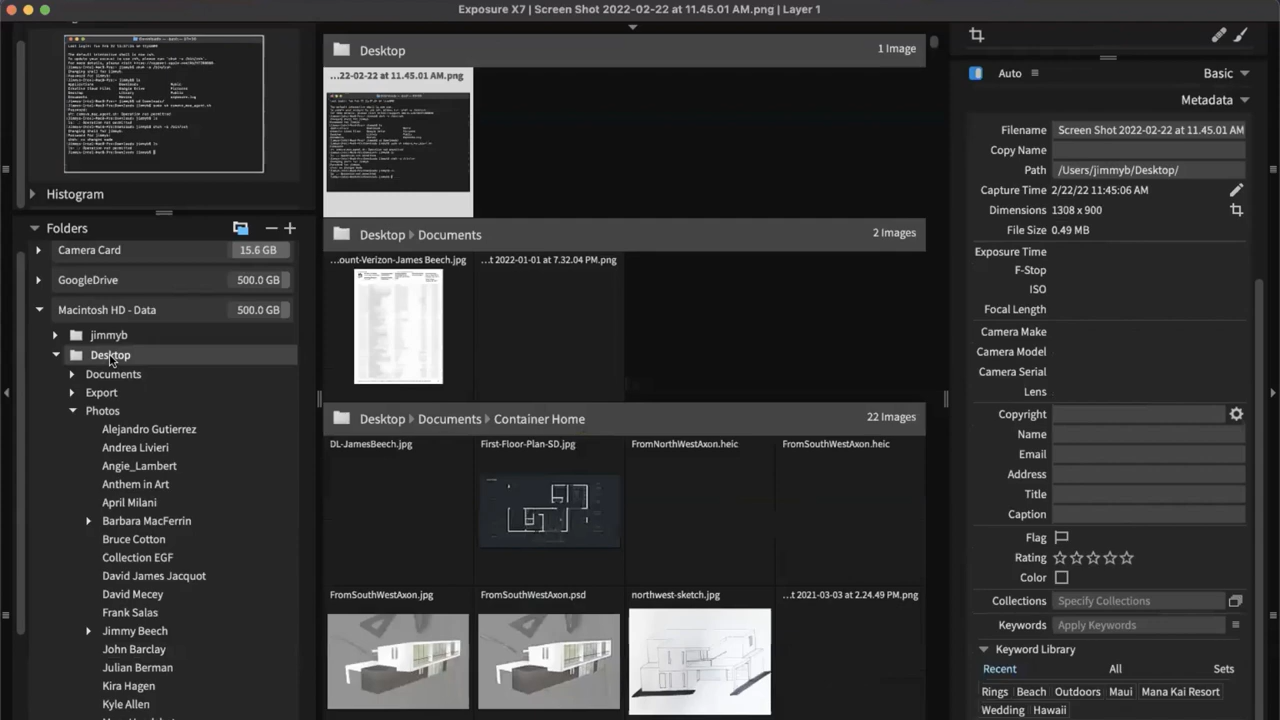 Exposure X7 | Screen Shot 2022-02-22 at 11.45.01 AM.png | Layer 1
Histogram
Folders
Camera Card 15.6 GB
GoogleDrive 500.0 GB
Macintosh HD - Data 500.0 GB
jimmyb
Desktop
Documents
Export
Photos
Alejandro Gutierrez
Andrea Livieri
Angie_Lambert
Anthem in Art
April Milani
Barbara MacFerrin
Bruce Cotton
Collection EGF
David James Jacquot
David Mecey
Frank Salas
Jimmy Beech
John Barclay
Julian Berman
Kira Hagen
Kyle Allen
Desktop 1 Image
...22-02-22 at 11.45.01 AM.png
Desktop Documents 2 Images
...ount-Verizon-James Beech.jpg
...t 2022-01-01 at 7.32.04 PM.png
Desktop Documents Container Home 22 Images
DL-JamesBeech.jpg
First-Floor-Plan-SD.jpg
FromNorthWestAxon.heic
FromSouthWestAxon.heic
FromSouthWestAxon.jpg
FromSouthWestAxon.psd
northwest-sketch.jpg
...t 2021-03-03 at 2.24.49 PM.png
Auto Basic
Metadata
Filename Screen Shot 2022-02-22 at 11.4
Copy Name
Path /Users/jimmyb/Desktop/
Capture Time 2/22/22 11:45:06 AM
Dimensions 1308 x 900
File Size 0.49 MB
Exposure Time
F-Stop
ISO
Focal Length
Camera Make
Camera Model
Camera Serial
Lens
Copyright
Name
Email
Address
Title
Caption
Flag
Rating
Color
Collections Specify Collections
Keywords Apply Keywords
Keyword Library
Recent All Sets
Rings Beach Outdoors Maui Mana Kai Resort
Wedding Hawaii